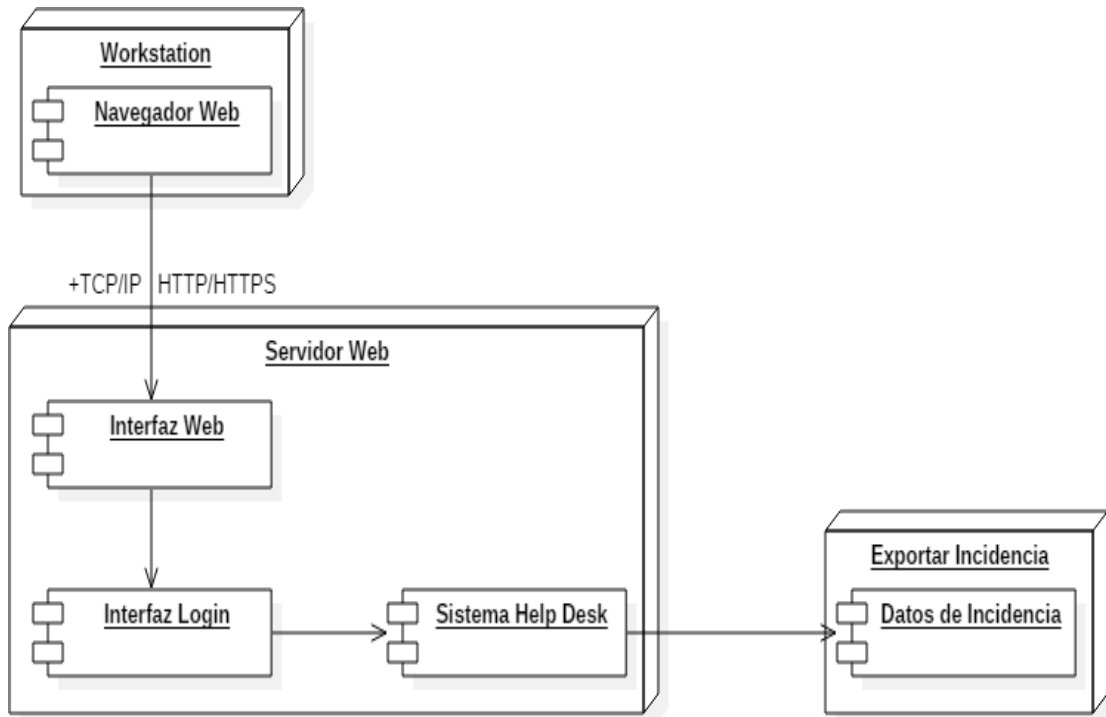 Workstation
Navegador Web
+TCP/IP HTTP/HTTPS
Servidor Web
Interfaz Web
Interfaz Login
Sistema Help Desk
Exportar Incidencia
Datos de Incidencia